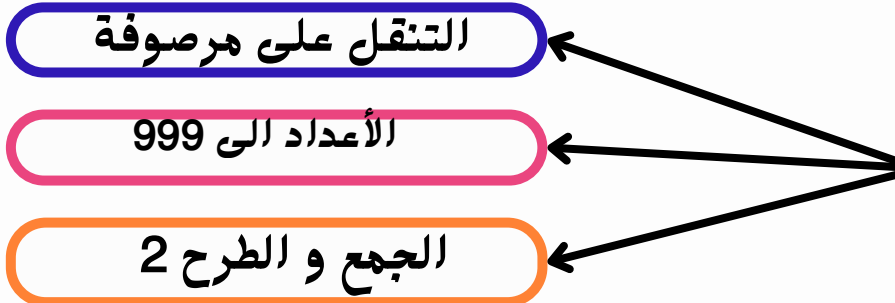 التنقل على مرصوفة
الأعداد الى 999
الجمع و الطرح 2